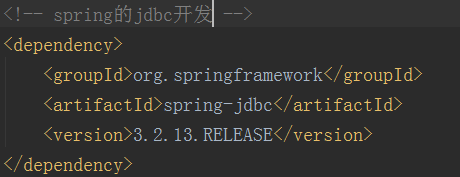 <!-- spring的jdbc开发 -->
<dependency>
    <groupId>org.springframework</groupId>
    <artifactId>spring-jdbc</artifactId>
    <version>3.2.13.RELEASE</version>
</dependency>